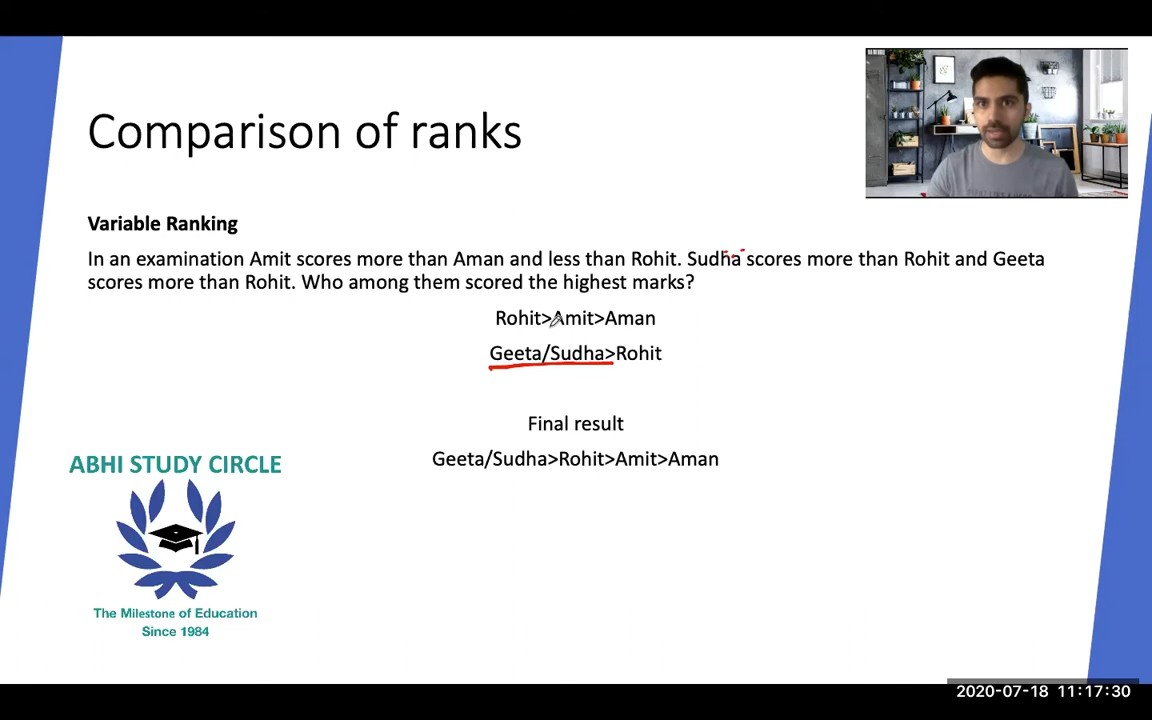 Comparison of ranks
Variable Ranking
In an examination Amit scores more than Aman and less than Rohit. Sudha scores more than Rohit and Geeta
scores more than Rohit. Who among them scored the highest marks?
Rohit>Amit>Aman
Geeta/Sudha>Rohit
Final result
Geeta/Sudha>Rohit>Amit>Aman
ABHI STUDY CIRCLE
The Milestone of Education
Since 1984
2020-07-18 11:17:30